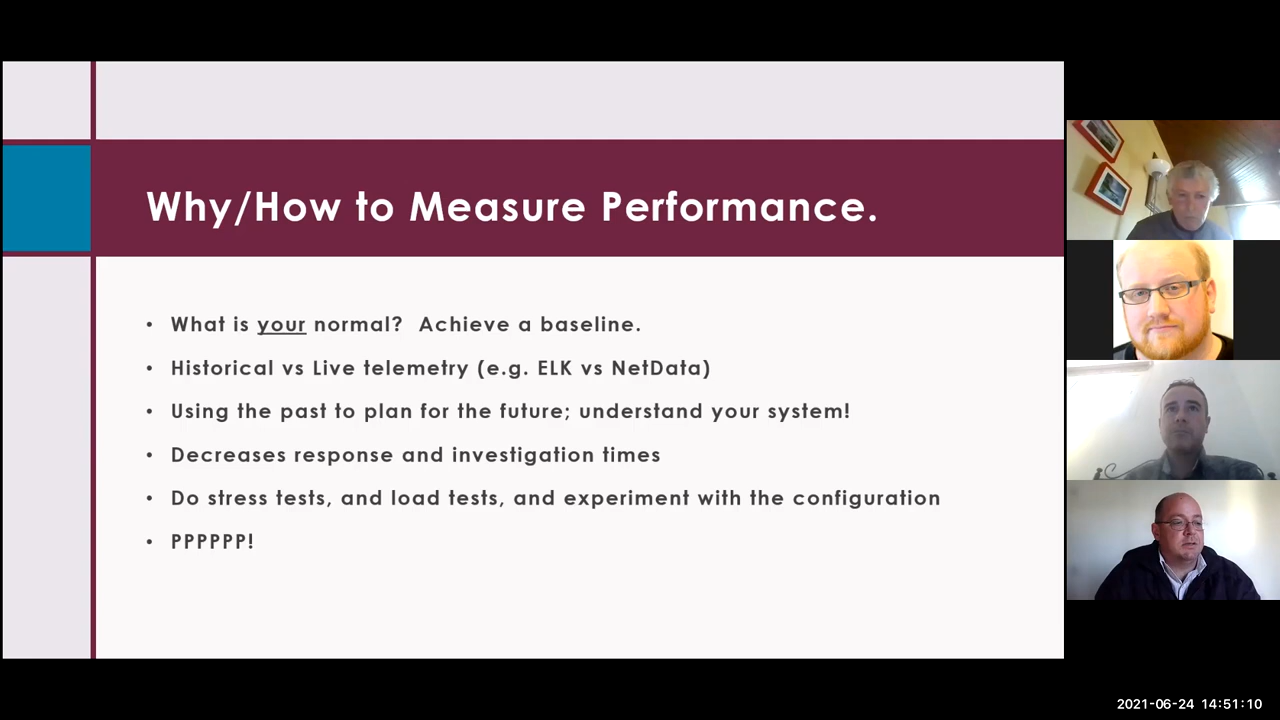 Why/How to Measure Performance.
• What is your normal?  Achieve a baseline.
• Historical vs Live telemetry (e.g. ELK vs NetData)
• Using the past to plan for the future; understand your system!
• Decreases response and investigation times
• Do stress tests, and load tests, and experiment with the configuration
• PPPPPP!
2021-06-24 14:51:10